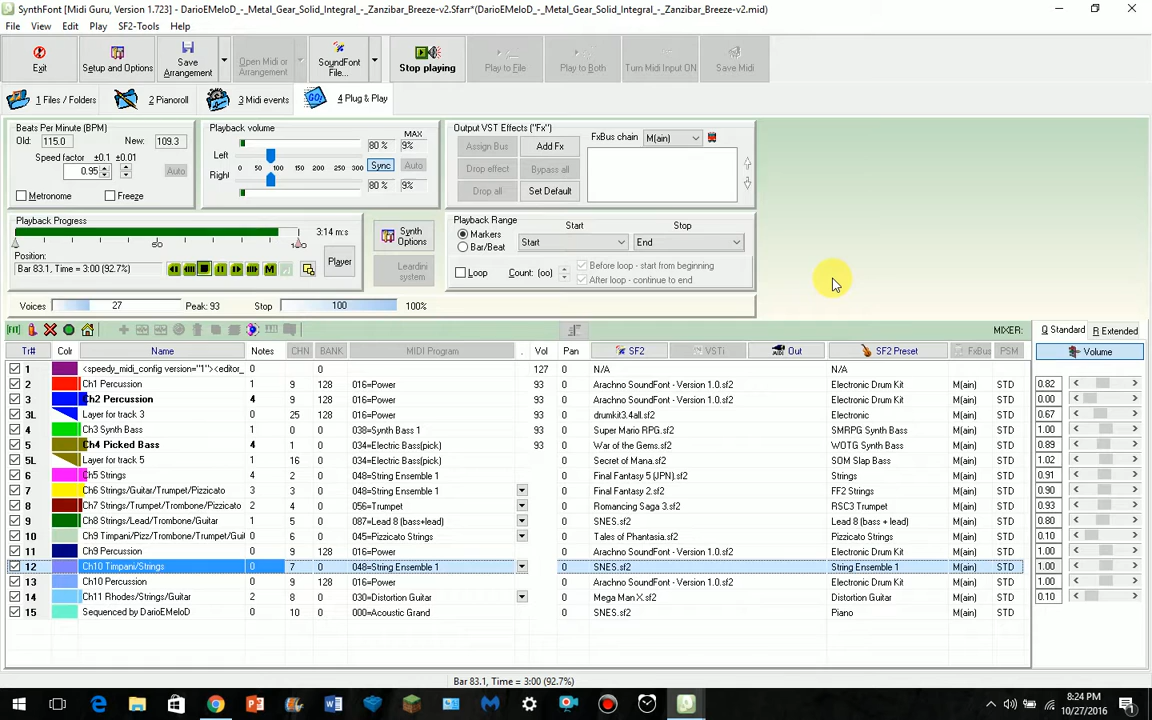 SynthFont (Midi Guru, Version 1.723) - DarioEMeloD_-_Metal_Gear_Solid_Integral_-_Zanzibar_Breeze-v2.Sfarr*(DarioEMeloD_-_Metal_Gear_Solid_Integral_-_Zanzibar_Breeze-v2.mid)
File View Edit Play SF2-Tools Help
Exit Setup and Options Save Arrangement Open Midi or Arrangement SoundFont File... Stop playing Play to File Play to Both Turn Midi Input ON Save Midi
1 Files / Folders 2 Pianoroll 3 Midi events GO! 4 Plug & Play
Beats Per Minute (BPM) Playback volume MAX Output VST Effects ("Fx") FxBus chain M(ain)
Old: 115.0 New: 109.3 Left 80 % 9% Assign Bus Add Fx
Speed factor ±0.1 ±0.01 0 50 100 150 200 250 300 Sync Auto Drop effect Bypass all
0.95 Auto Right 80 % 9% Drop all Set Default
Metronome Freeze
Playback Progress Playback Range Start Stop
50 100 3:14 m:s Synth Options Markers Start End
Position: Bar/Beat
Bar 83.1, Time = 3:00 (92.7%) M Player Leardini system Loop Count: (oo) Before loop - start from beginning
After loop - continue to end
Voices 27 Peak: 93 Stop 100 100%
MIXER: Q Standard R Extended
Tr# Colr Name Notes CHN BANK MIDI Program . Vol Pan SF2 VSTi Out SF2 Preset FxBus PSM Volume
1 <speedy_midi_config version="1"><editor_ 0 127 0 N/A N/A
2 Ch1 Percussion 1 9 128 016=Power 93 0 Arachno SoundFont - Version 1.0.sf2 Electronic Drum Kit M(ain) STD 0.82
3 Ch2 Percussion 4 9 128 016=Power 93 0 Arachno SoundFont - Version 1.0.sf2 Electronic Drum Kit M(ain) STD 0.00
3L Layer for track 3 0 25 128 016=Power 93 0 drumkit3.4all.sf2 Electronic M(ain) STD 0.67
4 Ch3 Synth Bass 1 0 0 038=Synth Bass 1 93 0 Super Mario RPG.sf2 SMRPG Synth Bass M(ain) STD 1.00
5 Ch4 Picked Bass 4 1 0 034=Electric Bass(pick) 93 0 War of the Gems.sf2 WOTG Synth Bass M(ain) STD 0.89
5L Layer for track 5 0 16 0 034=Electric Bass(pick) 0 Secret of Mana.sf2 SOM Slap Bass M(ain) STD 1.02
6 Ch5 Strings 4 2 0 048=String Ensemble 1 0 Final Fantasy 5 (JPN).sf2 Strings M(ain) STD 0.91
7 Ch6 Strings/Guitar/Trumpet/Pizzicato 3 3 0 048=String Ensemble 1 0 Final Fantasy 2.sf2 FF2 Strings M(ain) STD 0.90
8 Ch7 Strings/Trumpet/Trombone/Pizzicato 2 4 0 056=Trumpet 0 Romancing Saga 3.sf2 RSC3 Trumpet M(ain) STD 0.93
9 Ch8 Strings/Lead/Trombone/Guitar 1 5 0 087=Lead 8 (bass+lead) 0 SNES.sf2 Lead 8 (bass + lead) M(ain) STD 0.80
10 Ch9 Timpani/Pizz/Trombone/Trumpet/Gui 0 6 0 045=Pizzicato Strings 0 Tales of Phantasia.sf2 Pizzicato Strings M(ain) STD 0.10
11 Ch9 Percussion 0 9 128 016=Power 0 Arachno SoundFont - Version 1.0.sf2 Electronic Drum Kit M(ain) STD 1.00
12 Ch10 Timpani/Strings 0 7 0 048=String Ensemble 1 0 SNES.sf2 String Ensemble 1 M(ain) STD 1.00
13 Ch10 Percussion 0 9 128 016=Power 0 Arachno SoundFont - Version 1.0.sf2 Electronic Drum Kit M(ain) STD 1.00
14 Ch11 Rhodes/Strings/Guitar 2 8 0 030=Distortion Guitar 0 Mega Man X.sf2 Distortion Guitar M(ain) STD 0.10
15 Sequenced by DarioEMeloD 0 10 0 000=Acoustic Grand 0 SNES.sf2 Piano M(ain) STD
Bar 83.1, Time = 3:00 (92.7%)
8:24 PM
10/27/2016